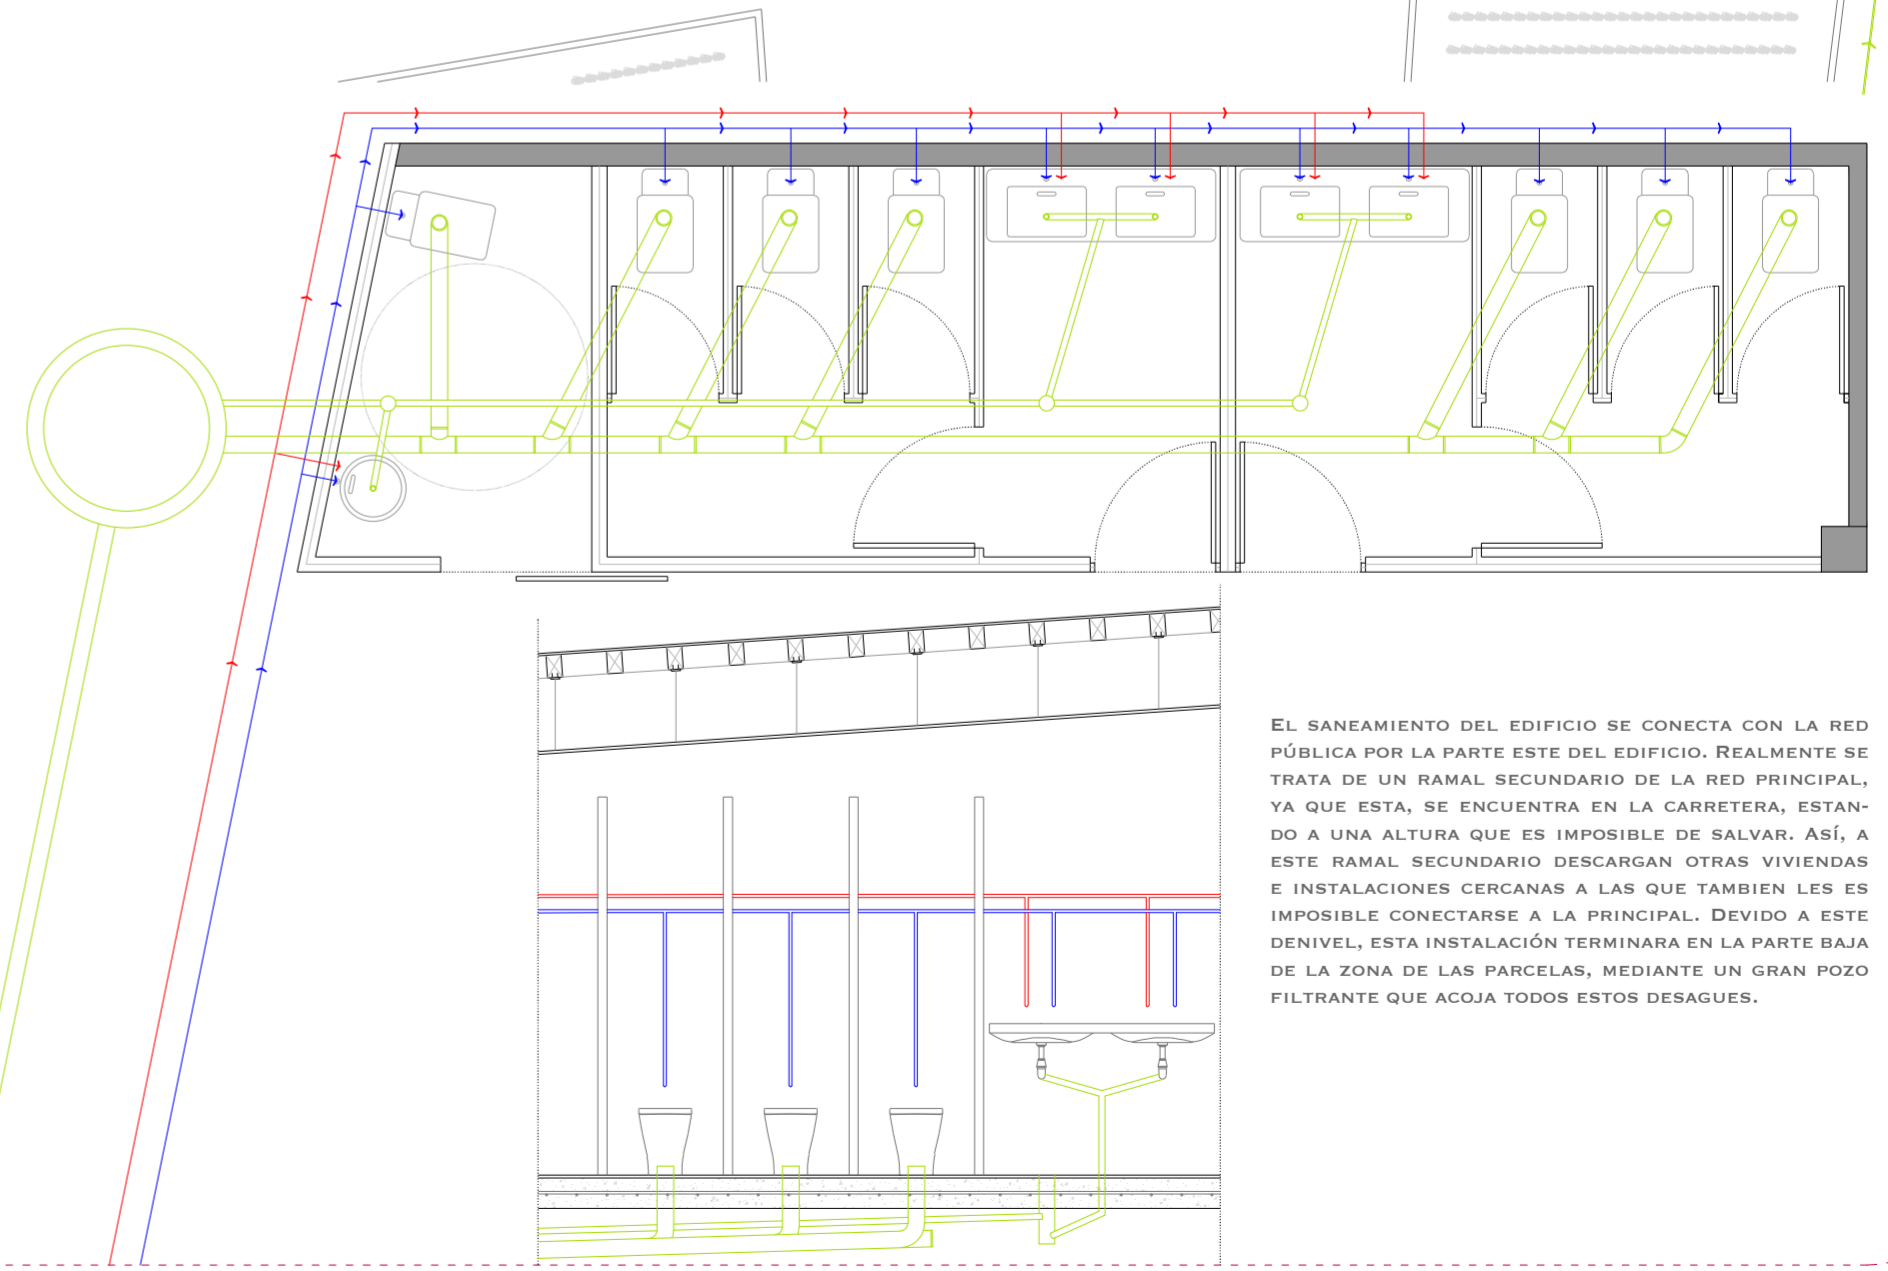 EL SANEAMIENTO DEL EDIFICIO SE CONECTA CON LA RED
PÚBLICA POR LA PARTE ESTE DEL EDIFICIO. REALMENTE SE
TRATA DE UN RAMAL SECUNDARIO DE LA RED PRINCIPAL,
YA QUE ESTA, SE ENCUENTRA EN LA CARRETERA, ESTAN-
DO A UNA ALTURA QUE ES IMPOSIBLE DE SALVAR. ASÍ, A
ESTE RAMAL SECUNDARIO DESCARGAN OTRAS VIVIENDAS
E INSTALACIONES CERCANAS A LAS QUE TAMBIEN LES ES
IMPOSIBLE CONECTARSE A LA PRINCIPAL. DEVIDO A ESTE
DENIVEL, ESTA INSTALACIÓN TERMINARA EN LA PARTE BAJA
DE LA ZONA DE LAS PARCELAS, MEDIANTE UN GRAN POZO
FILTRANTE QUE ACOJA TODOS ESTOS DESAGUES.